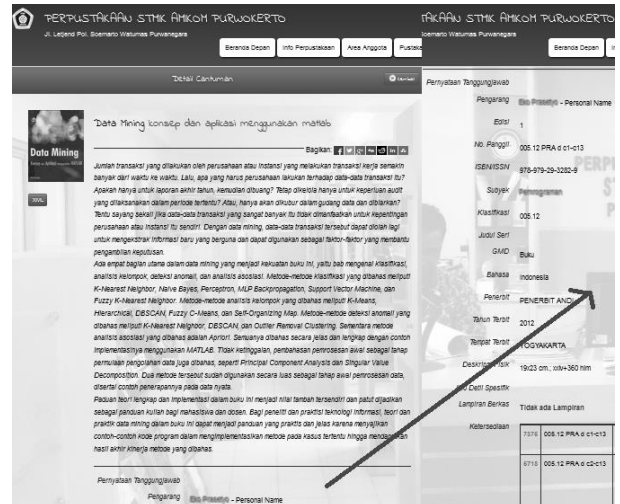 PERPUSTAKAAN STMIK AMIKOM PURWOKERTO
Jl. Letjend Pol. Soemarto Watumas Purwanegara
Beranda Depan
Info Perpustakaan
Area Anggota
Pustaka
Detail Cantuman
Data Mining
XML
Data Mining konsep dan aplikasi menggunakan matlab
Bagikan:
Jumlah transaksi yang dilakukan oleh perusahaan atau instansi yang melakukan transaksi kerja semakin
banyak dari waktu ke waktu. Lalu, apa yang harus perusahaan lakukan terhadap data-data transaksi itu?
Apakah hanya untuk laporan akhir tahun, kemudian dibuang? Tetap dikelola hanya untuk keperluan audit
yang dilaksanakan dalam periode tertentu? Atau, hanya akan dikubur dalam gudang data dan dibiarkan?
Tentu sayang sekali jika data-data transaksi yang sangat banyak itu tidak dimanfaatkan untuk kepentingan
perusahaan atau instansi itu sendiri. Dengan data mining, data-data transaksi tersebut dapat diolah lagi
untuk mengekstrak informasi baru yang berguna dan dapat digunakan sebagai faktor-faktor yang membantu
pengambilan keputusan.
Ada empat bagian utama dalam data mining yang menjadi kekuatan buku ini, yaitu bab mengenai klasifikasi,
analisis kelompok, deteksi anomali, dan analisis asosiasi. Metode-metode klasifikasi yang dibahas meliputi
K-Nearest Neighbor, Naive Bayes, Perceptron, MLP Backpropagation, Support Vector Machine, dan
Fuzzy K-Nearest Neighbor. Metode-metode analisis kelompok yang dibahas meliputi K-Means,
Hierarchical, DBSCAN, Fuzzy C-Means, dan Self-Organizing Map. Metode-metode deteksi anomali yang
dibahas meliputi K-Nearest Neighbor, DBSCAN, dan Outlier Removal Clustering. Sementara metode
analisis asosiasi yang dibahas adalah Apriori. Semuanya dibahas secara jelas dan lengkap dengan contoh
implementasinya menggunakan MATLAB. Tidak ketinggalan, pembahasan pemrosesan awal sebagai tahap
permulaan pengolahan data juga dibahas, seperti Principal Component Analysis dan Singular Value
Decomposition. Dua metode tersebut sudah digunakan secara luas sebagai tahap awal pemrosesan data,
disertai contoh penerapannya pada data nyata.
Paduan teori lengkap dan implementasi dalam buku ini menjadi nilai tambah tersendiri dan patut dijadikan
sebagai panduan kuliah bagi mahasiswa dan dosen. Bagi peneliti dan praktisi teknologi informasi, teori dan
praktik data mining dalam buku ini dapat menjadi panduan yang praktis dan jelas karena menyajikan
contoh-contoh kode program dalam mengimplementasikan metode pada kasus tertentu hingga mendapatkan
hasil akhir kinerja metode yang dibahas.
Pernyataan Tanggungjawab
Pengarang Eko Prasetyo - Personal Name
TAKAAN STMIK AMIKOM PURWOKERTO
Soemarto Watumas Purwanegara
Beranda Depan
Pernyataan Tanggungjawab
Pengarang Eko Prasetyo - Personal Name
Edisi 1
No. Panggil 005.12 PRA d c1-c13
ISBN/ISSN 978-979-29-3282-9
Subyek Pemrograman
Klasifikasi 005.12
Judul Seri
GMD Buku
Bahasa Indonesia
Penerbit PENERBIT ANDI
Tahun Terbit 2012
Tempat Terbit YOGYAKARTA
19x23 cm.; xiv+360 hlm
Detil Spesifik
Lampiran Berkas Tidak ada Lampiran
Ketersediaan
005.12 PRA d c1-c13
005.12 PRA d c2-c13